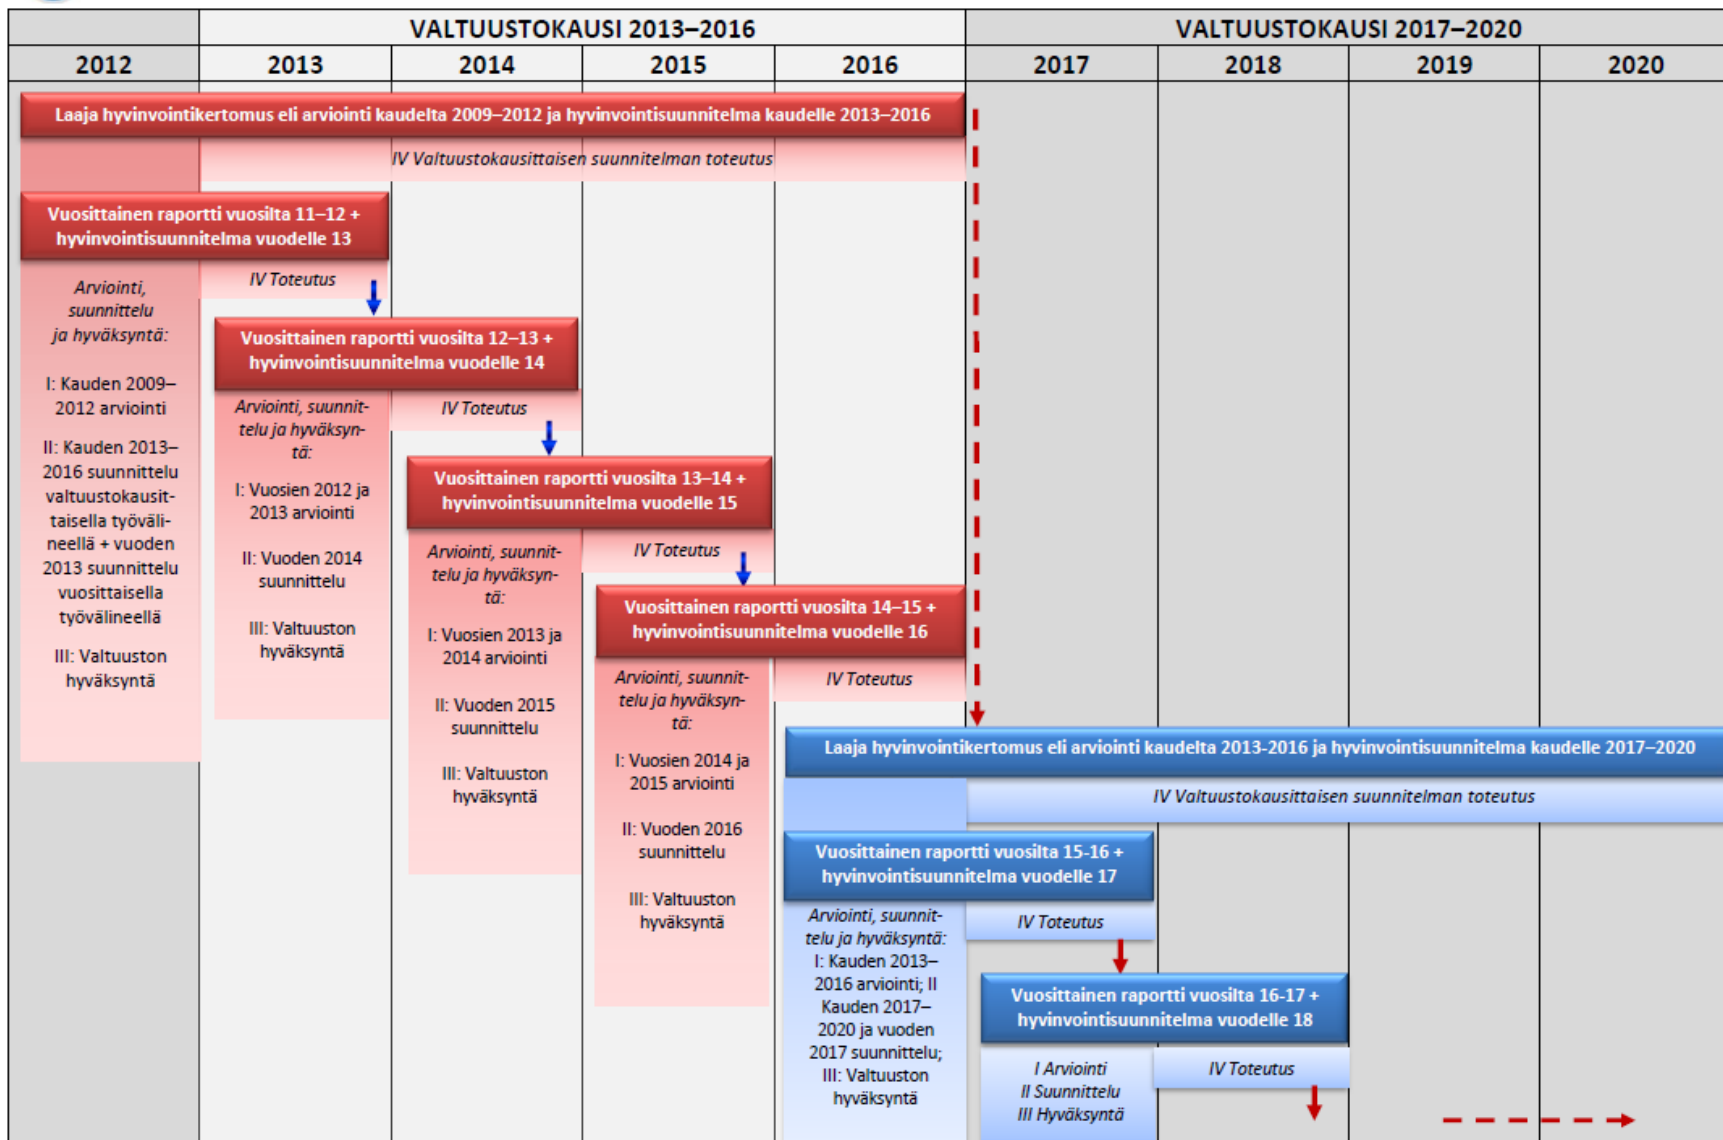 VALTUUSTOKAUSI 2013–2016
VALTUUSTOKAUSI 2017–2020
2012
2013
2014
2015
2016
2017
2018
2019
2020
Laaja hyvinvointikertomus eli arviointi kaudelta 2009–2012 ja hyvinvointisuunnitelma kaudelle 2013–2016
IV Valtuustokausittaisen suunnitelman toteutus
Vuosittainen raportti vuosilta 11–12 +
hyvinvointisuunnitelma vuodelle 13
IV Toteutus
Arviointi,
suunnittelu
ja hyväksyntä:
I: Kauden 2009–
2012 arviointi
II: Kauden 2013–
2016 suunnittelu
valtuustokausit-
taisella työväli-
neellä + vuoden
2013 suunnittelu
vuosittaisella
työvälineellä
III: Valtuuston
hyväksyntä
Vuosittainen raportti vuosilta 12–13 +
hyvinvointisuunnitelma vuodelle 14
IV Toteutus
Arviointi, suunnit-
telu ja hyväksyn-
tä:
I: Vuosien 2012 ja
2013 arviointi
II: Vuoden 2014
suunnittelu
III: Valtuuston
hyväksyntä
Vuosittainen raportti vuosilta 13–14 +
hyvinvointisuunnitelma vuodelle 15
IV Toteutus
Arviointi, suunnit-
telu ja hyväksyn-
tä:
I: Vuosien 2013 ja
2014 arviointi
II: Vuoden 2015
suunnittelu
III: Valtuuston
hyväksyntä
Vuosittainen raportti vuosilta 14–15 +
hyvinvointisuunnitelma vuodelle 16
IV Toteutus
Arviointi, suunnit-
telu ja hyväksyn-
tä:
I: Vuosien 2014 ja
2015 arviointi
II: Vuoden 2016
suunnittelu
III: Valtuuston
hyväksyntä
Laaja hyvinvointikertomus eli arviointi kaudelta 2013-2016 ja hyvinvointisuunnitelma kaudelle 2017–2020
IV Valtuustokausittaisen suunnitelman toteutus
Vuosittainen raportti vuosilta 15-16 +
hyvinvointisuunnitelma vuodelle 17
IV Toteutus
Arviointi, suunnit-
telu ja hyväksyntä:
I: Kauden 2013–
2016 arviointi; II
Kauden 2017–
2020 ja vuoden
2017 suunnittelu;
III: Valtuuston
hyväksyntä
Vuosittainen raportti vuosilta 16-17 +
hyvinvointisuunnitelma vuodelle 18
I Arviointi
II Suunnittelu
III Hyväksyntä
IV Toteutus